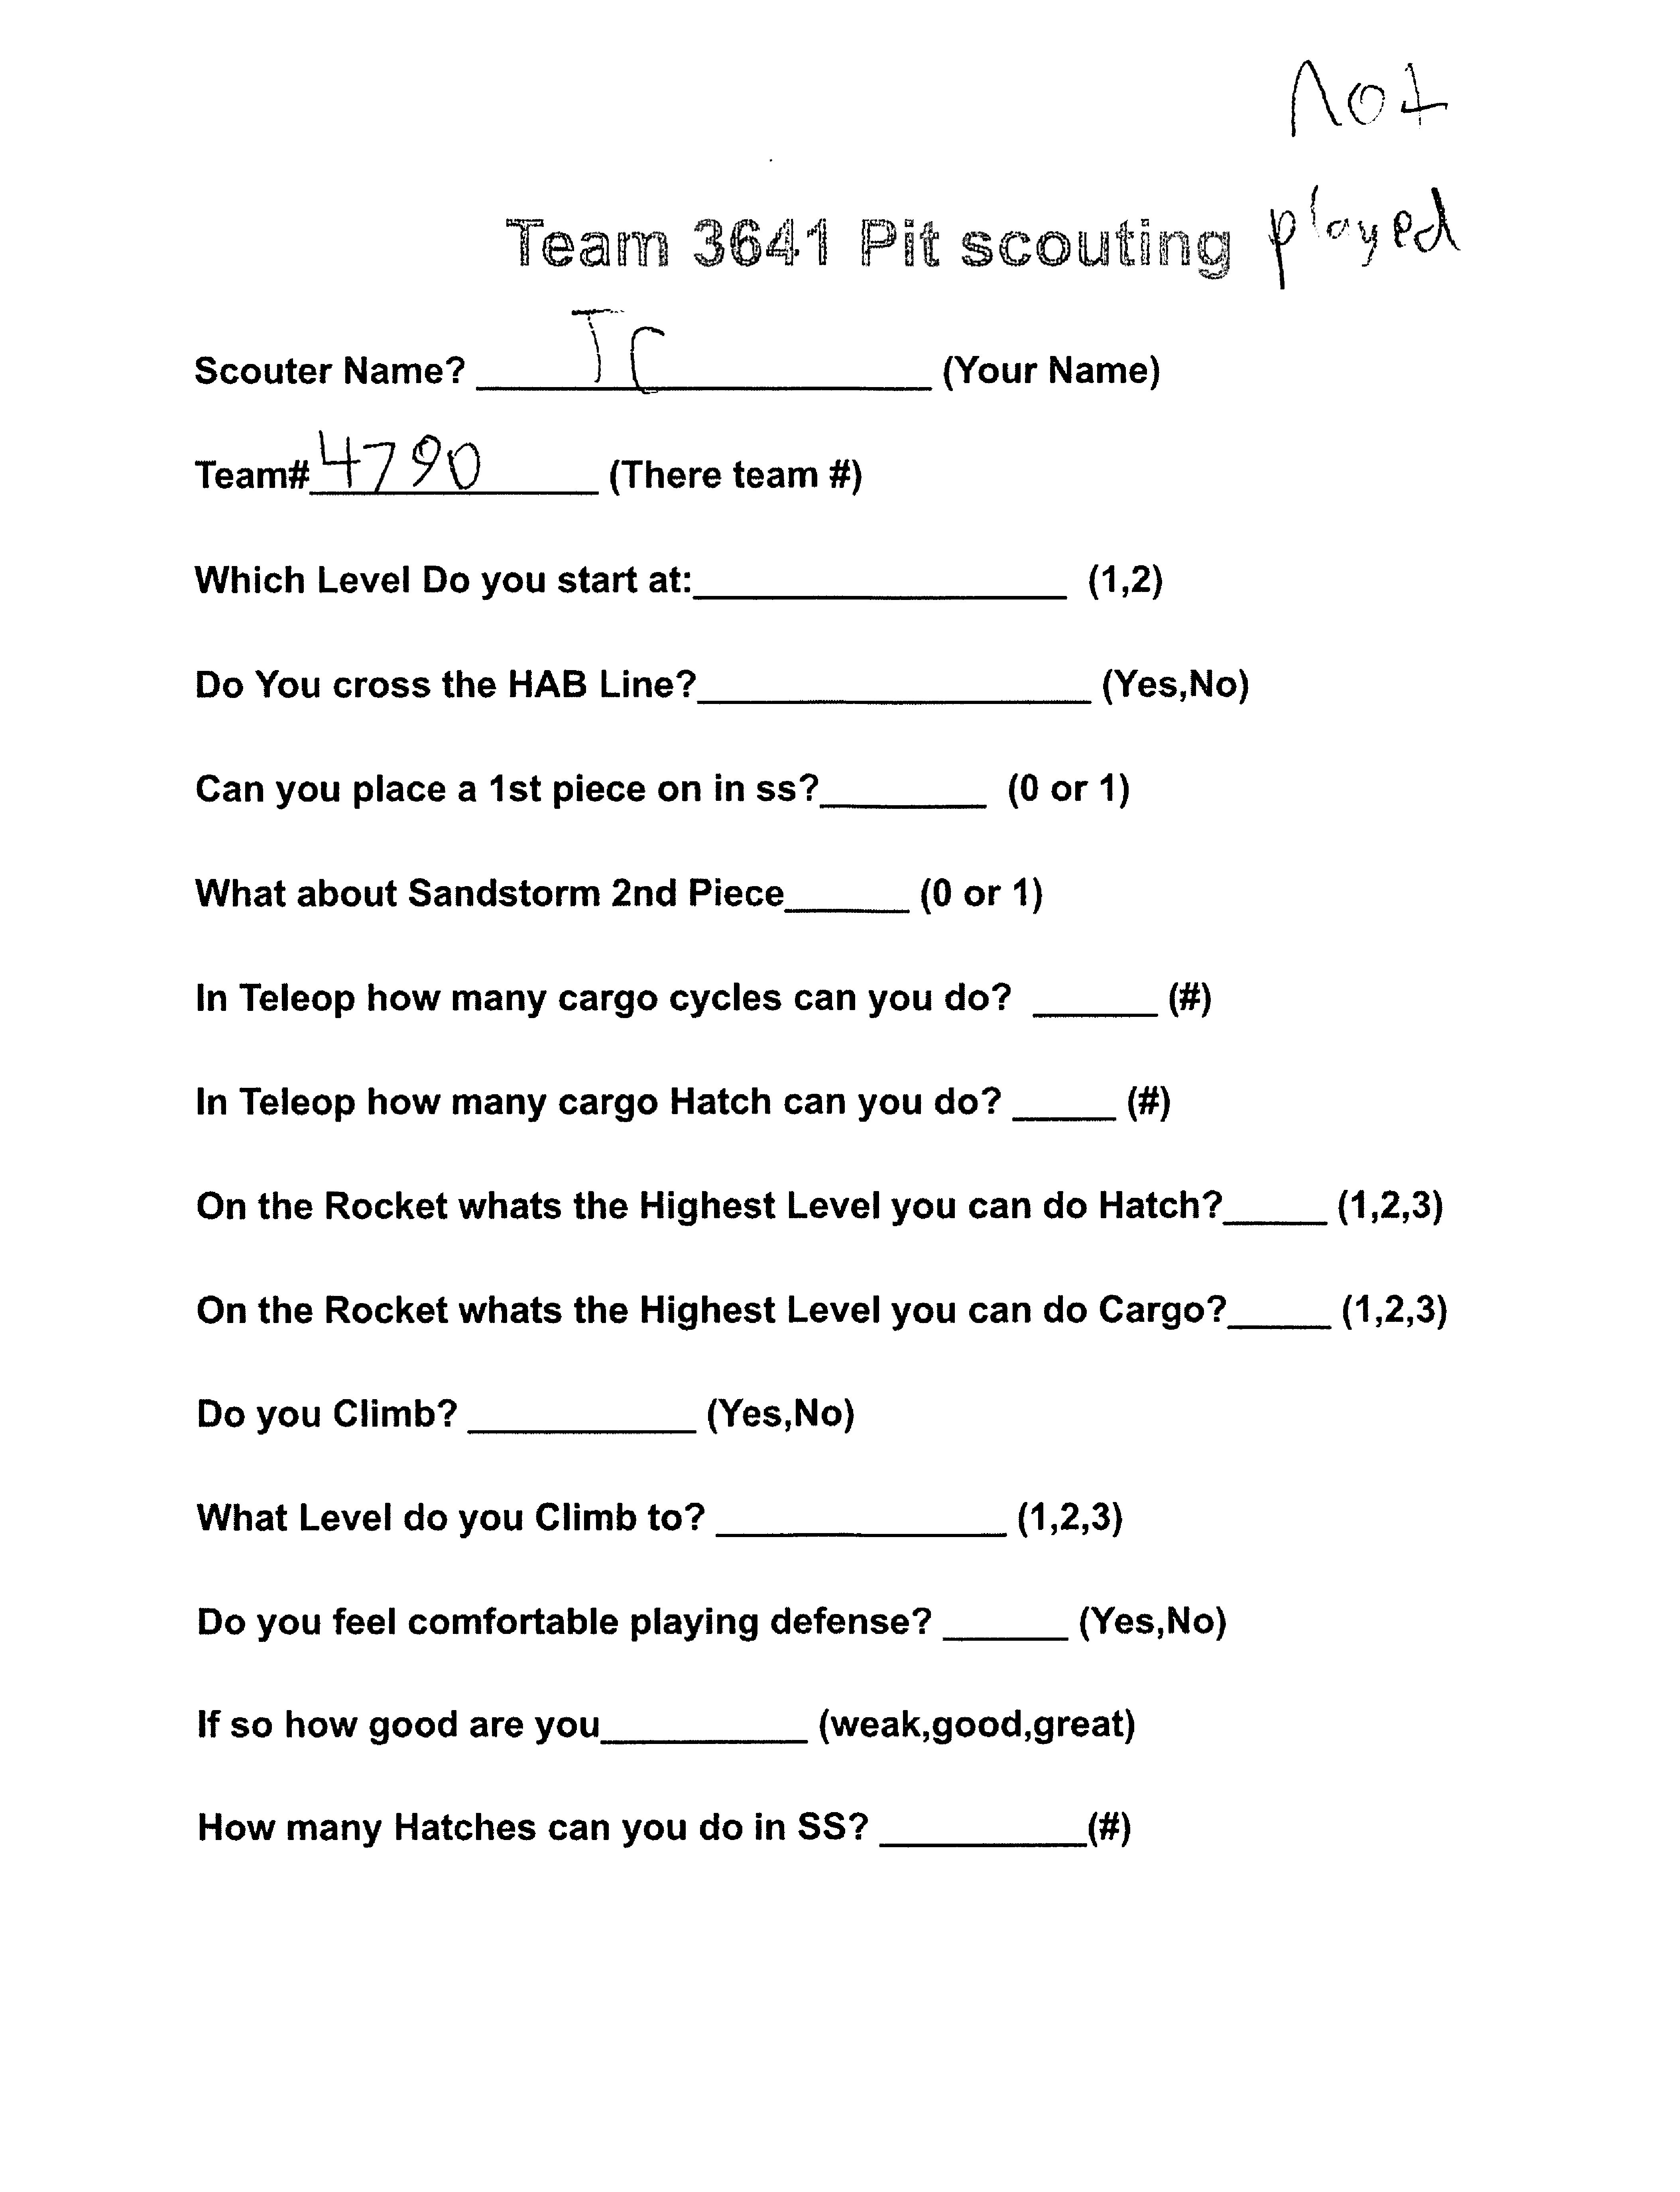 not
Team 3641 Pit scouting played
Scouter Name? TC (Your Name)
Team# 4790 (There team #)
Which Level Do you start at:__________________ (1,2)
Do You cross the HAB Line?___________________ (Yes,No)
Can you place a 1st piece on in ss?________ (0 or 1)
What about Sandstorm 2nd Piece______ (0 or 1)
In Teleop how many cargo cycles can you do? ______ (#)
In Teleop how many cargo Hatch can you do? _____ (#)
On the Rocket whats the Highest Level you can do Hatch?_____ (1,2,3)
On the Rocket whats the Highest Level you can do Cargo?_____ (1,2,3)
Do you Climb? ___________ (Yes,No)
What Level do you Climb to? ______________ (1,2,3)
Do you feel comfortable playing defense? ______ (Yes,No)
If so how good are you__________ (weak,good,great)
How many Hatches can you do in SS? __________(#)